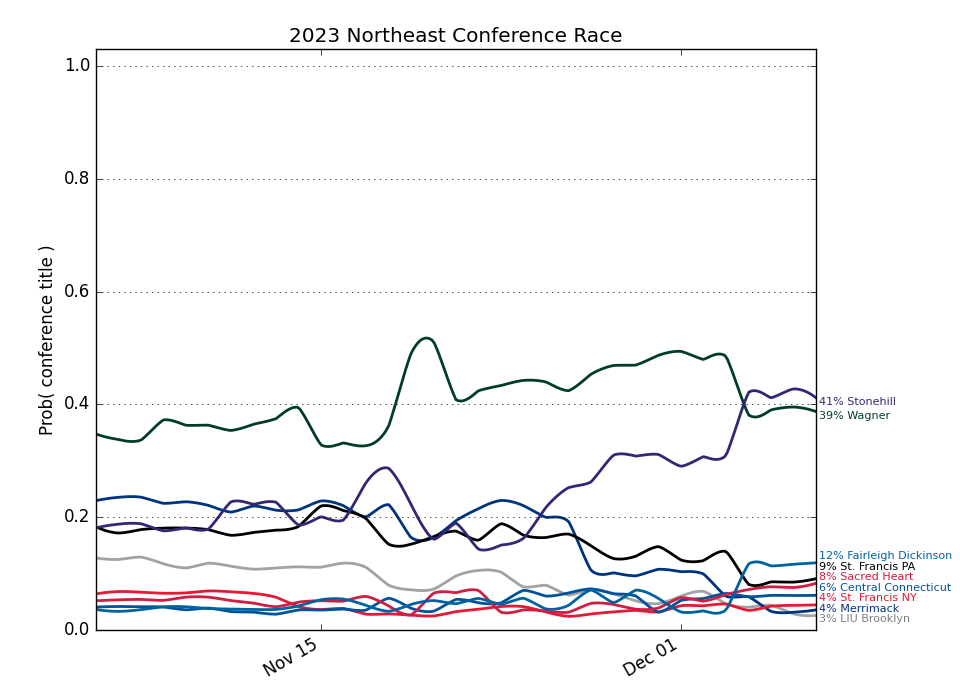 2023 Northeast Conference Race
Prob( conference title )
1.0
0.8
0.6
0.4
0.2
0.0
Nov 15
Dec 01
41% Stonehill
39% Wagner
12% Fairleigh Dickinson
9% St. Francis PA
8% Sacred Heart
6% Central Connecticut
4% St. Francis NY
4% Merrimack
3% LIU Brooklyn